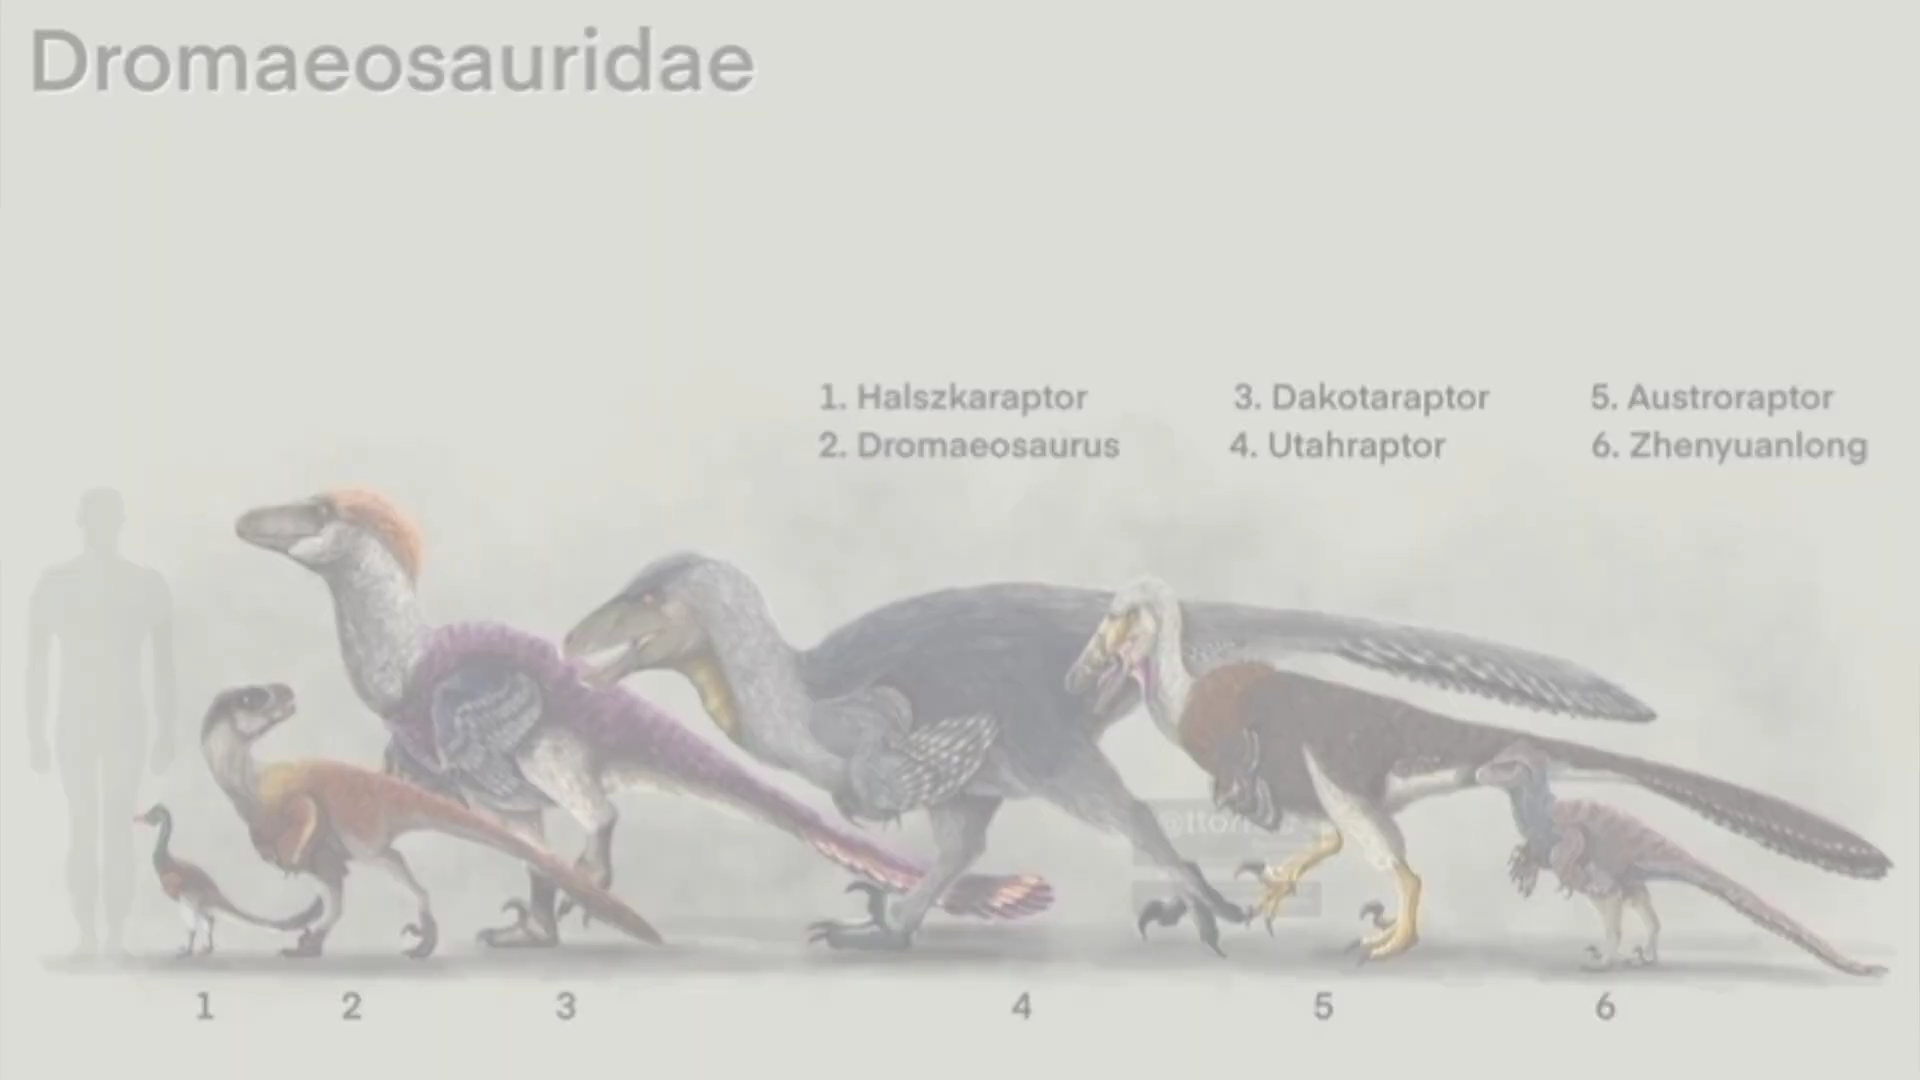 Dromaeosauridae
1. Halszkaraptor
2. Dromaeosaurus
3. Dakotaraptor
4. Utahraptor
5. Austroraptor
6. Zhenyuanlong
1 2 3 4 5 6